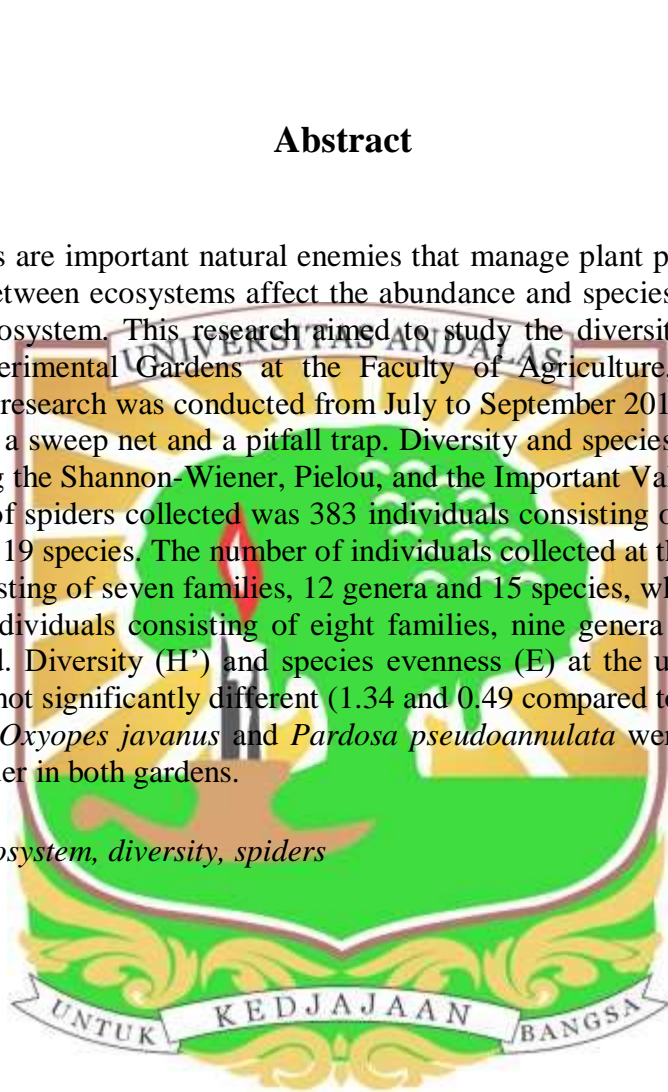 Abstract
s are important natural enemies that manage plant p
etween ecosystems affect the abundance and species
osystem. This research aimed to study the diversit
erimental Gardens at the Faculty of Agriculture.
research was conducted from July to September 201
a sweep net and a pitfall trap. Diversity and species
g the Shannon-Wiener, Pielou, and the Important Va
of spiders collected was 383 individuals consisting o
19 species. The number of individuals collected at th
sting of seven families, 12 genera and 15 species, wh
dividuals consisting of eight families, nine genera
d. Diversity (H’) and species evenness (E) at the u
not significantly different (1.34 and 0.49 compared to
Oxyopes javanus and Pardosa pseudoannulata wer
der in both gardens.
osystem, diversity, spiders
UNIVERSITAS ANDALAS
UNTUK KEDJAJAAN BANGSA